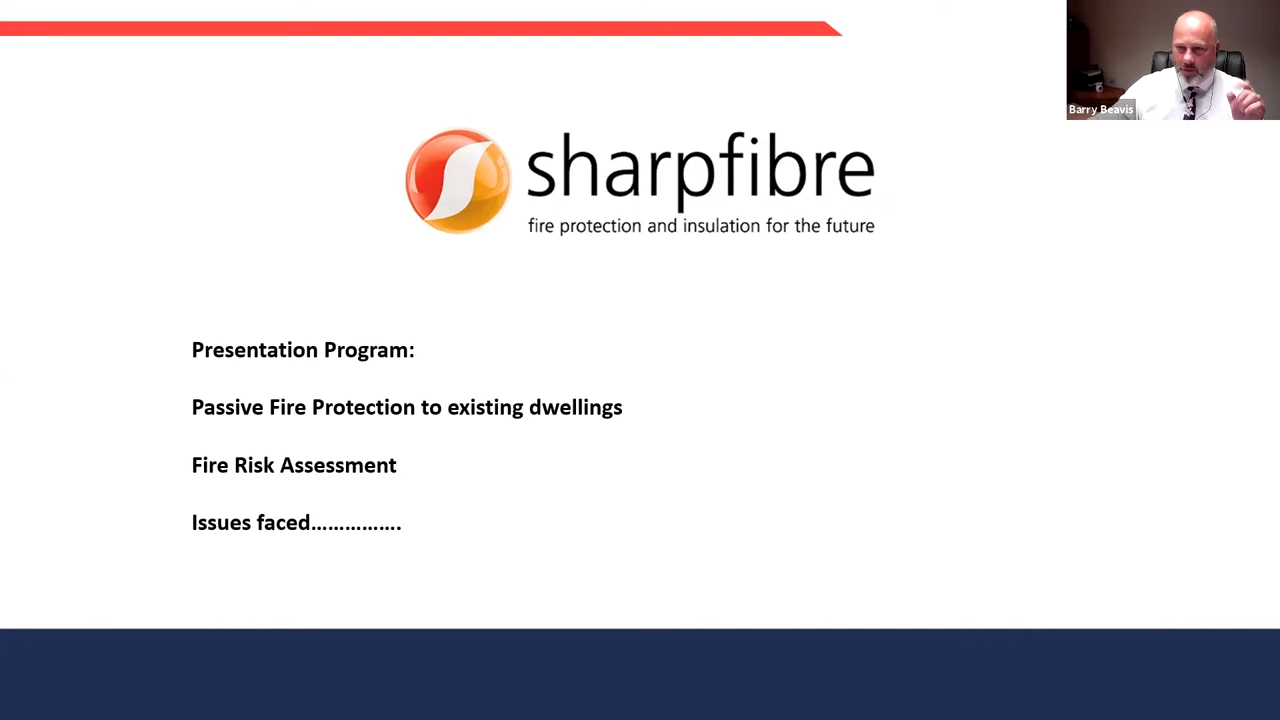 Barry Beavis
sharpfibre
fire protection and insulation for the future
Presentation Program:
Passive Fire Protection to existing dwellings
Fire Risk Assessment
Issues faced…………….